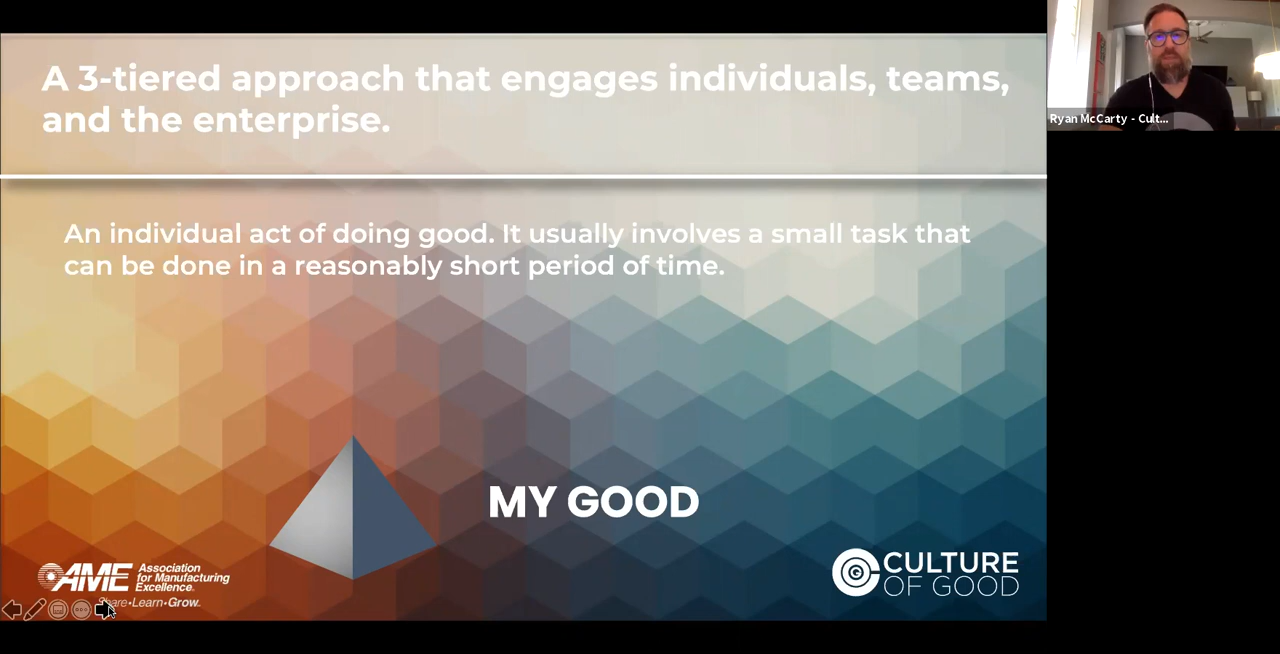 A 3-tiered approach that engages individuals, teams,
and the enterprise.
An individual act of doing good. It usually involves a small task that
can be done in a reasonably short period of time.
MY GOOD
AME Association
for Manufacturing
Excellence.
Share•Learn•Grow.
CULTURE
OF GOOD
G
Ryan McCarty - Cult...